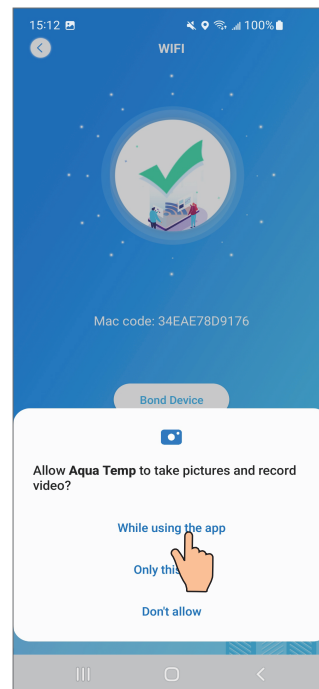 15:12 100%
WIFI
Mac code: 34EAE78D9176
Bond Device
Allow Aqua Temp to take pictures and record
video?
While using the app
Only this
Don't allow